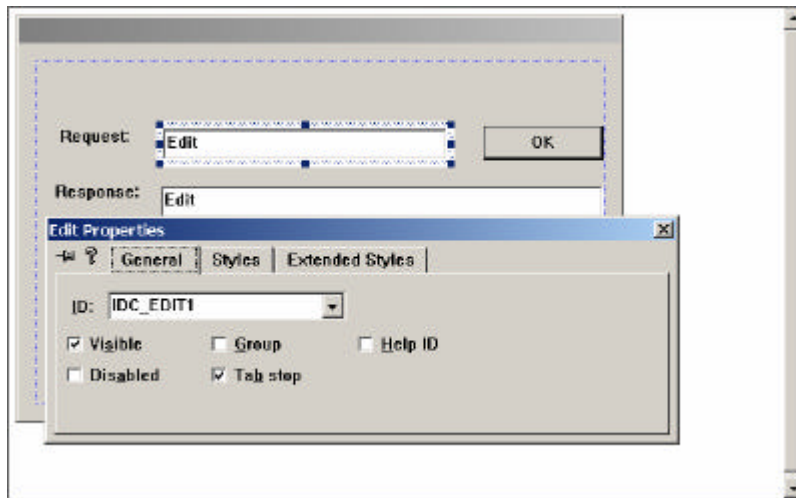 Request:
Edit
OK
Response:
Edit
Edit Properties
General
Styles
Extended Styles
ID:
IDC_EDIT1
Visible
Group
Help ID
Disabled
Tab stop